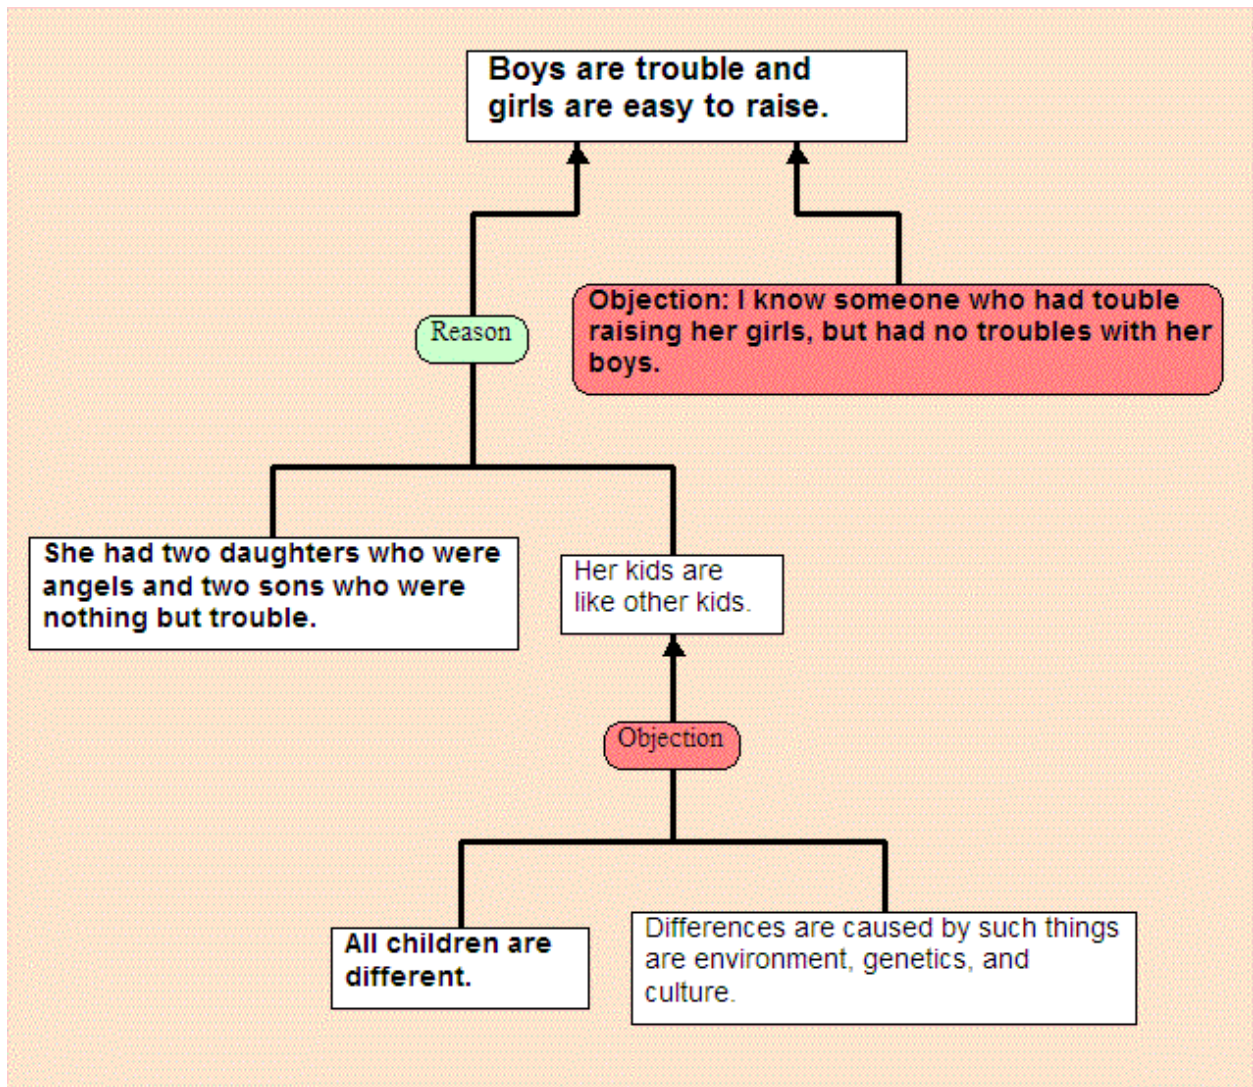 Boys are trouble and
girls are easy to raise.
Reason
Objection: I know someone who had touble
raising her girls, but had no troubles with her
boys.
She had two daughters who were
angels and two sons who were
nothing but trouble.
Her kids are
like other kids.
Objection
All children are
different.
Differences are caused by such things
are environment, genetics, and
culture.